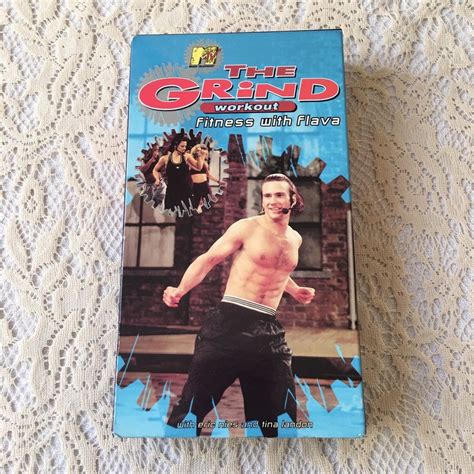 MTV
THE
GRIND
workout
Fitness with Flava
with eric nies and tina landon